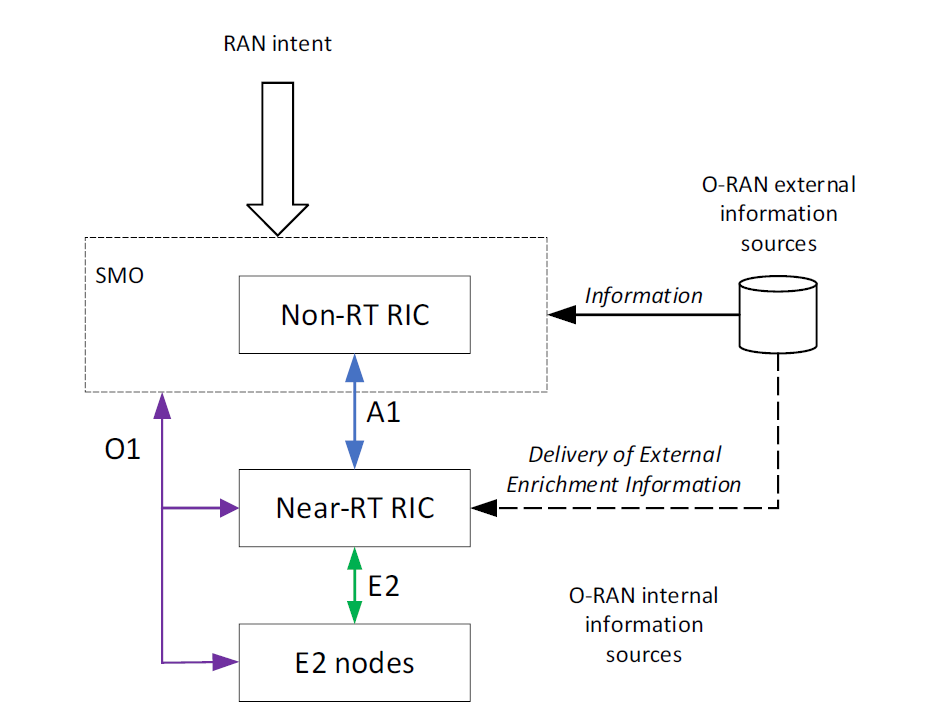 RAN intent
O-RAN external
information
sources
SMO
Non-RT RIC
Information
A1
O1
Delivery of External
Enrichment Information
Near-RT RIC
E2
O-RAN internal
information
sources
E2 nodes